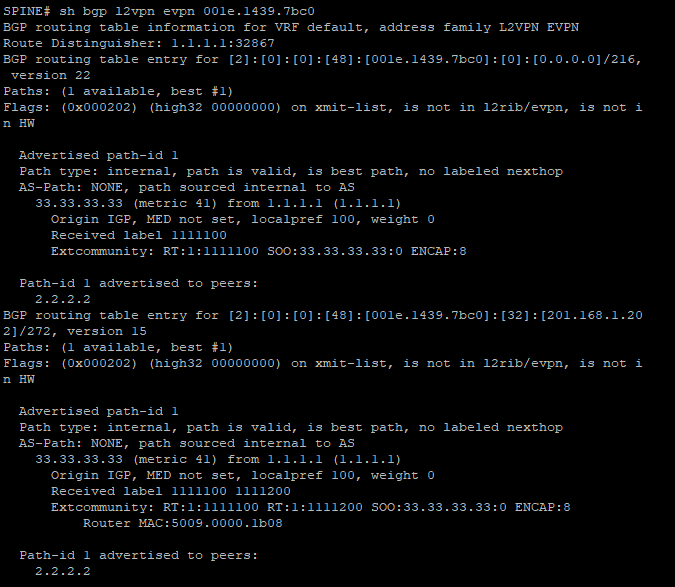 SPINE# sh bgp l2vpn evpn 001e.1439.7bc0
BGP routing table information for VRF default, address family L2VPN EVPN
Route Distinguisher: 1.1.1.1:32867
BGP routing table entry for [2]:[0]:[0]:[48]:[001e.1439.7bc0]:[0]:[0.0.0.0]/216,
 version 22
Paths: (1 available, best #1)
Flags: (0x000202) (high32 00000000) on xmit-list, is not in l2rib/evpn, is not i
n HW

  Advertised path-id 1
  Path type: internal, path is valid, is best path, no labeled nexthop
  AS-Path: NONE, path sourced internal to AS
    33.33.33.33 (metric 41) from 1.1.1.1 (1.1.1.1)
      Origin IGP, MED not set, localpref 100, weight 0
      Received label 1111100
      Extcommunity: RT:1:1111100 SOO:33.33.33.33:0 ENCAP:8

  Path-id 1 advertised to peers:
    2.2.2.2
BGP routing table entry for [2]:[0]:[0]:[48]:[001e.1439.7bc0]:[32]:[201.168.1.20
2]/272, version 15
Paths: (1 available, best #1)
Flags: (0x000202) (high32 00000000) on xmit-list, is not in l2rib/evpn, is not i
n HW

  Advertised path-id 1
  Path type: internal, path is valid, is best path, no labeled nexthop
  AS-Path: NONE, path sourced internal to AS
    33.33.33.33 (metric 41) from 1.1.1.1 (1.1.1.1)
      Origin IGP, MED not set, localpref 100, weight 0
      Received label 1111100 1111200
      Extcommunity: RT:1:1111100 RT:1:1111200 SOO:33.33.33.33:0 ENCAP:8
          Router MAC:5009.0000.1b08

  Path-id 1 advertised to peers:
    2.2.2.2